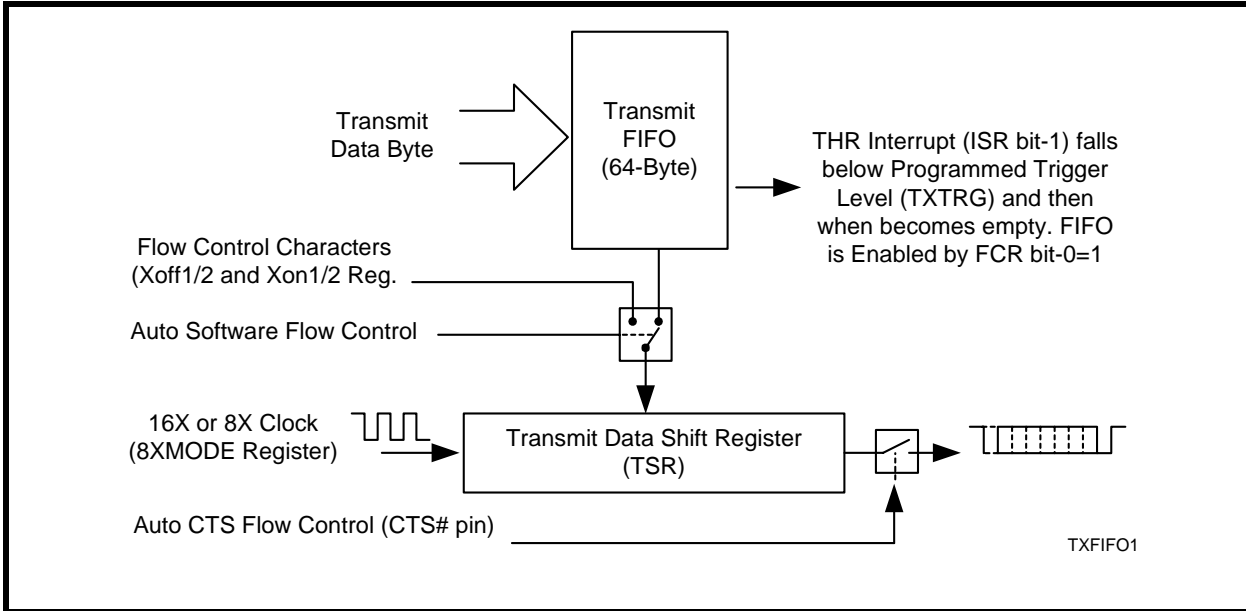 Transmit
FIFO
(64-Byte)
Transmit
Data Byte
THR Interrupt (ISR bit-1) falls
below Programmed Trigger
Level (TXTRG) and then
when becomes empty. FIFO
is Enabled by FCR bit-0=1
Flow Control Characters
(Xoff1/2 and Xon1/2 Reg.
Auto Software Flow Control
16X or 8X Clock
(8XMODE Register)
Transmit Data Shift Register
(TSR)
Auto CTS Flow Control (CTS# pin)
TXFIFO1